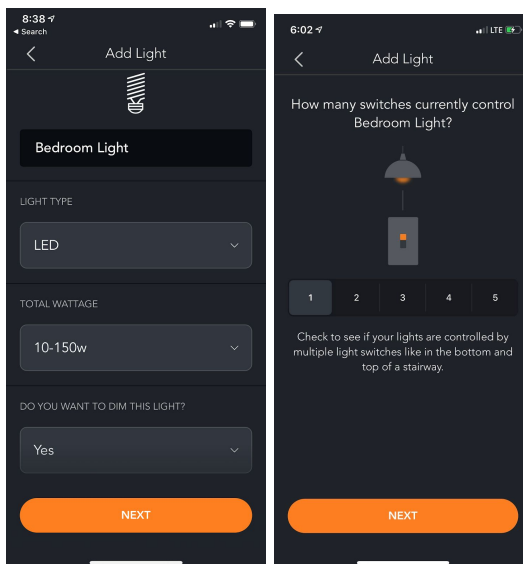 8:38
Search
Add Light
Bedroom Light
LIGHT TYPE
LED
TOTAL WATTAGE
10-150w
DO YOU WANT TO DIM THIS LIGHT?
Yes
NEXT
6:02
LTE
Add Light
How many switches currently control
Bedroom Light?
1 2 3 4 5
Check to see if your lights are controlled by
multiple light switches like in the bottom and
top of a stairway.
NEXT